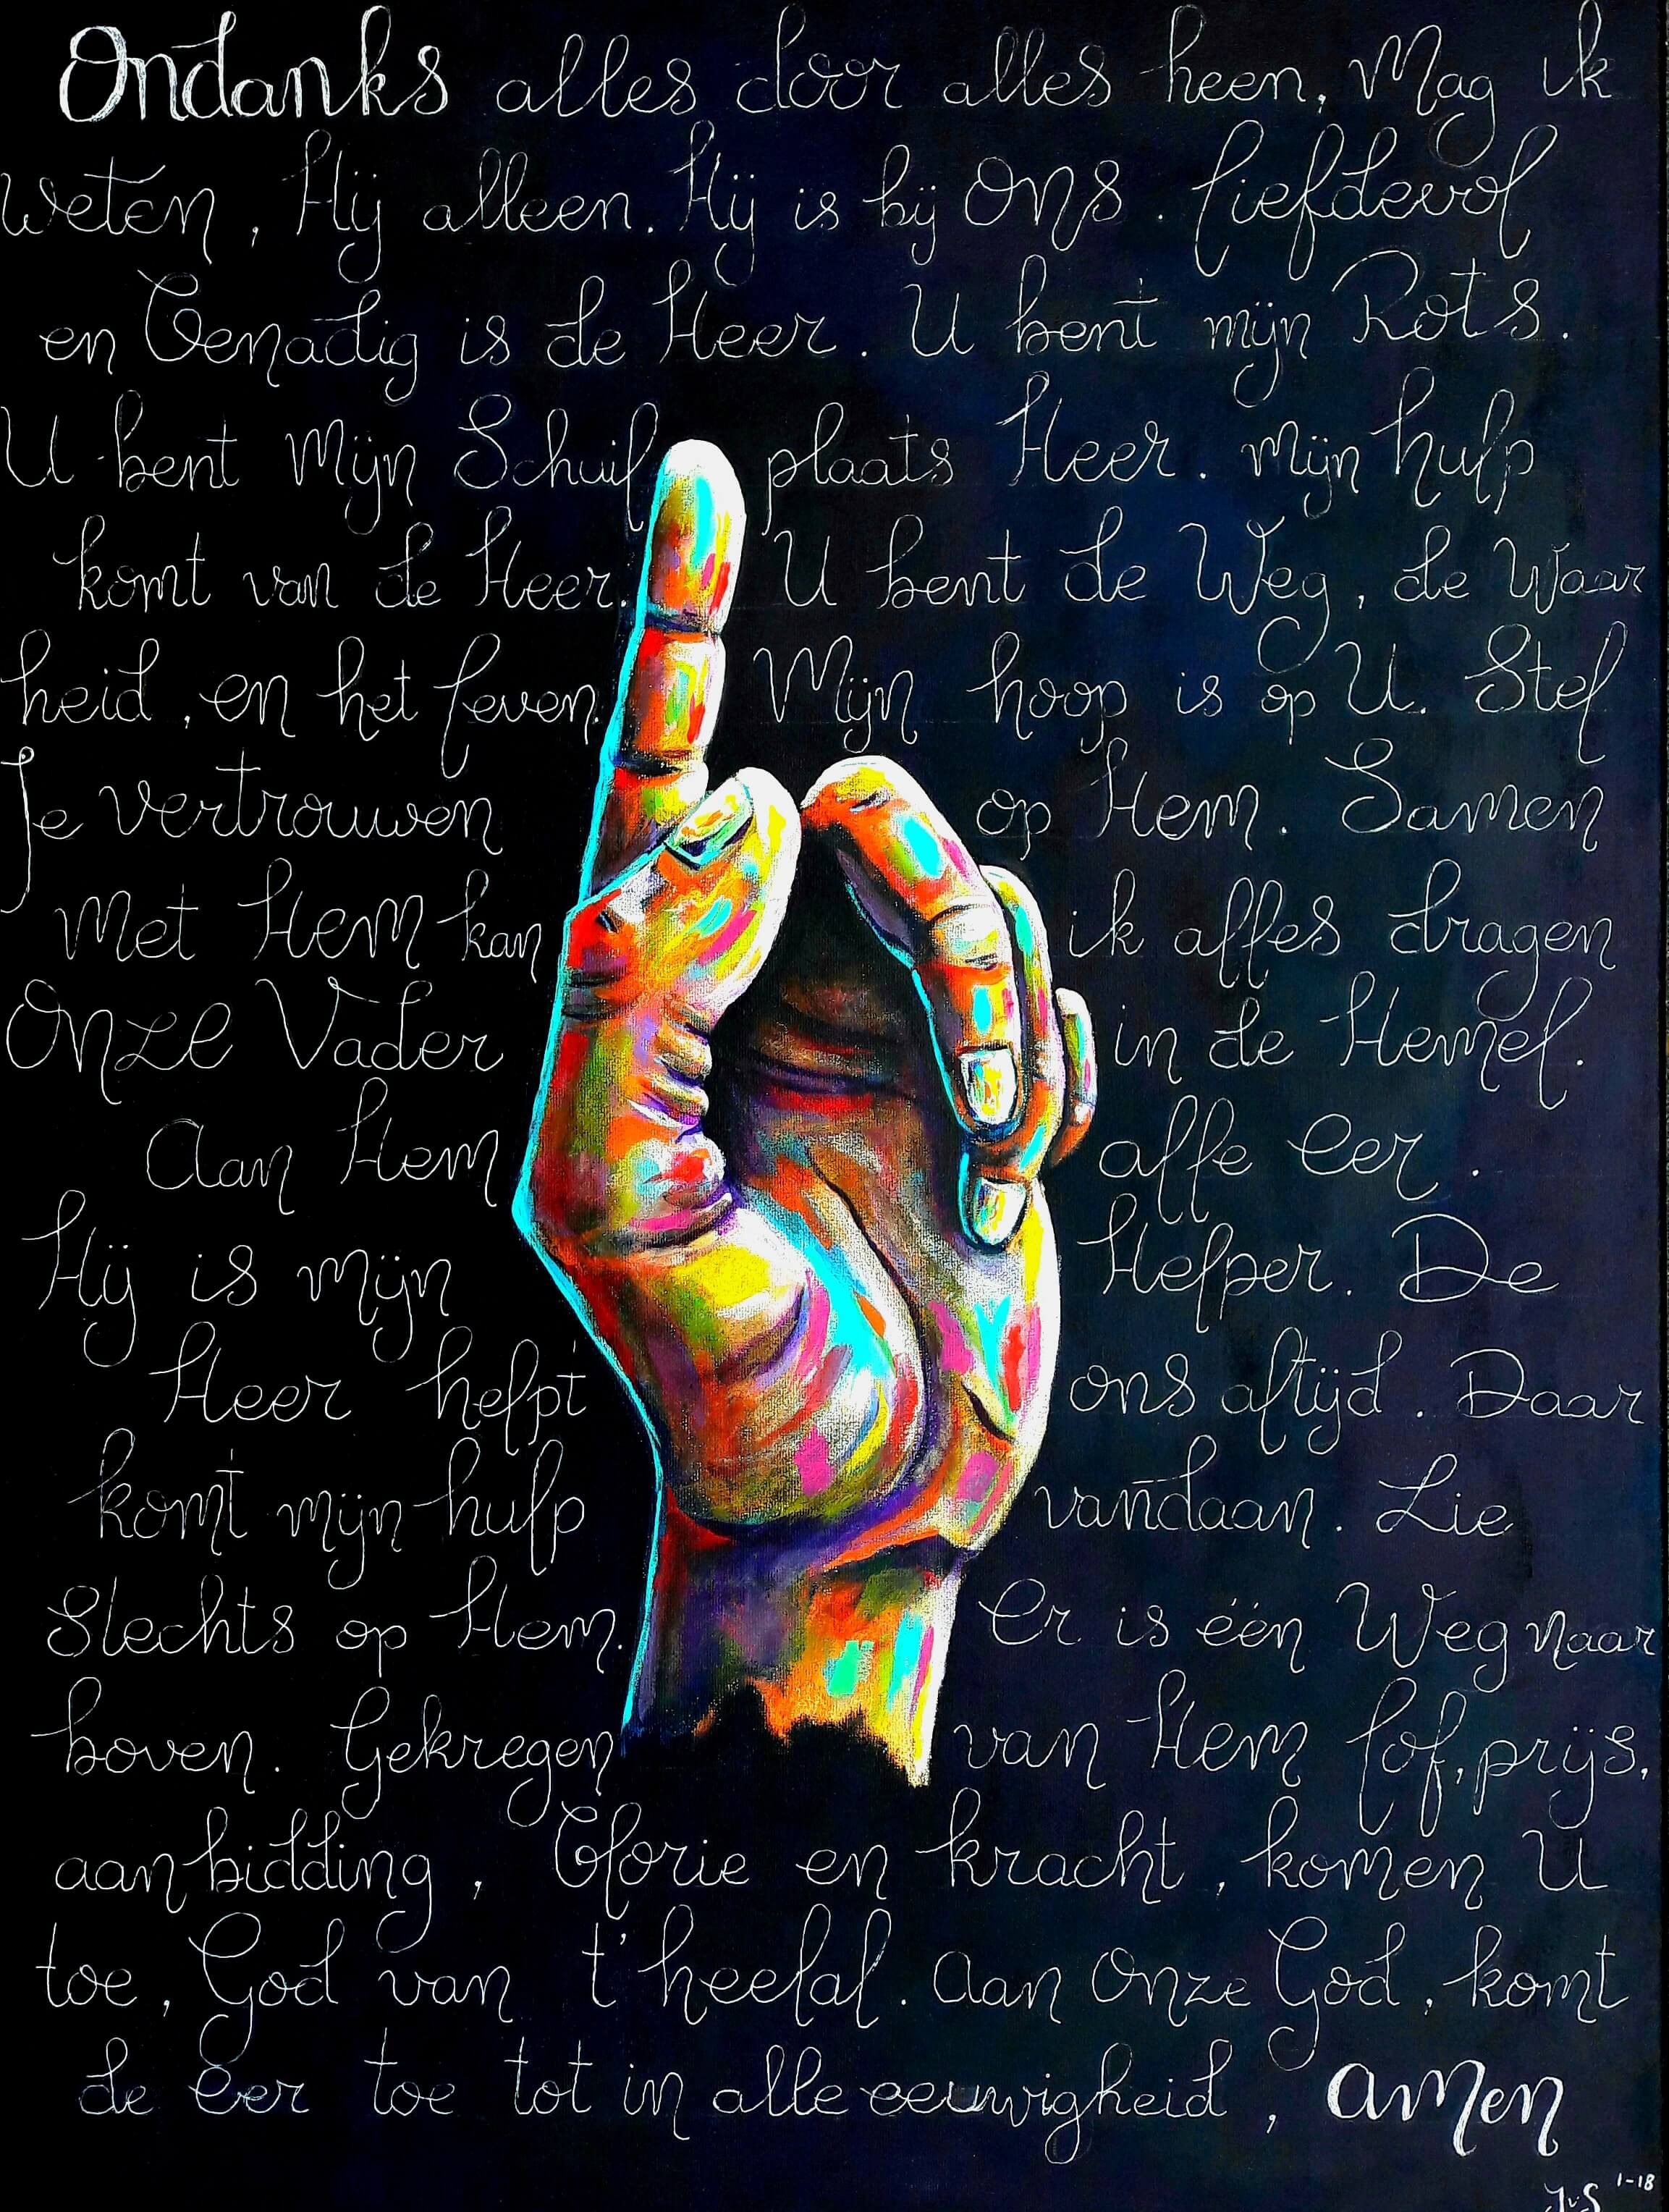 Ondanks alles door alles heen, Mag ik
weten, Hij alleen. Hij is bij ons. liefdevol
en Genadig is de Heer. U bent mijn Rots.
U bent mijn Schuil plaats Heer. mijn hulp
komt van de Heer. U bent de Weg, de Waar
heid, en het leven. Mijn hoop is op U. Stel
Je vertrouwen op Hem. Samen
met Hem kan ik alles dragen
Onze Vader in de Hemel.
Aan Hem alle eer.
Hij is mijn Helper. De
Heer helpt ons altijd. Daar
komt mijn hulp vandaan. Lie
Slechts op Hem. Er is één Weg naar
boven. Gekregen van Hem lof, prijs,
aanbidding, Glorie en kracht, komen U
toe, God van t' heelal. Aan Onze God, komt
de eer toe tot in alle eeuwigheid, Amen
JvS 1-18